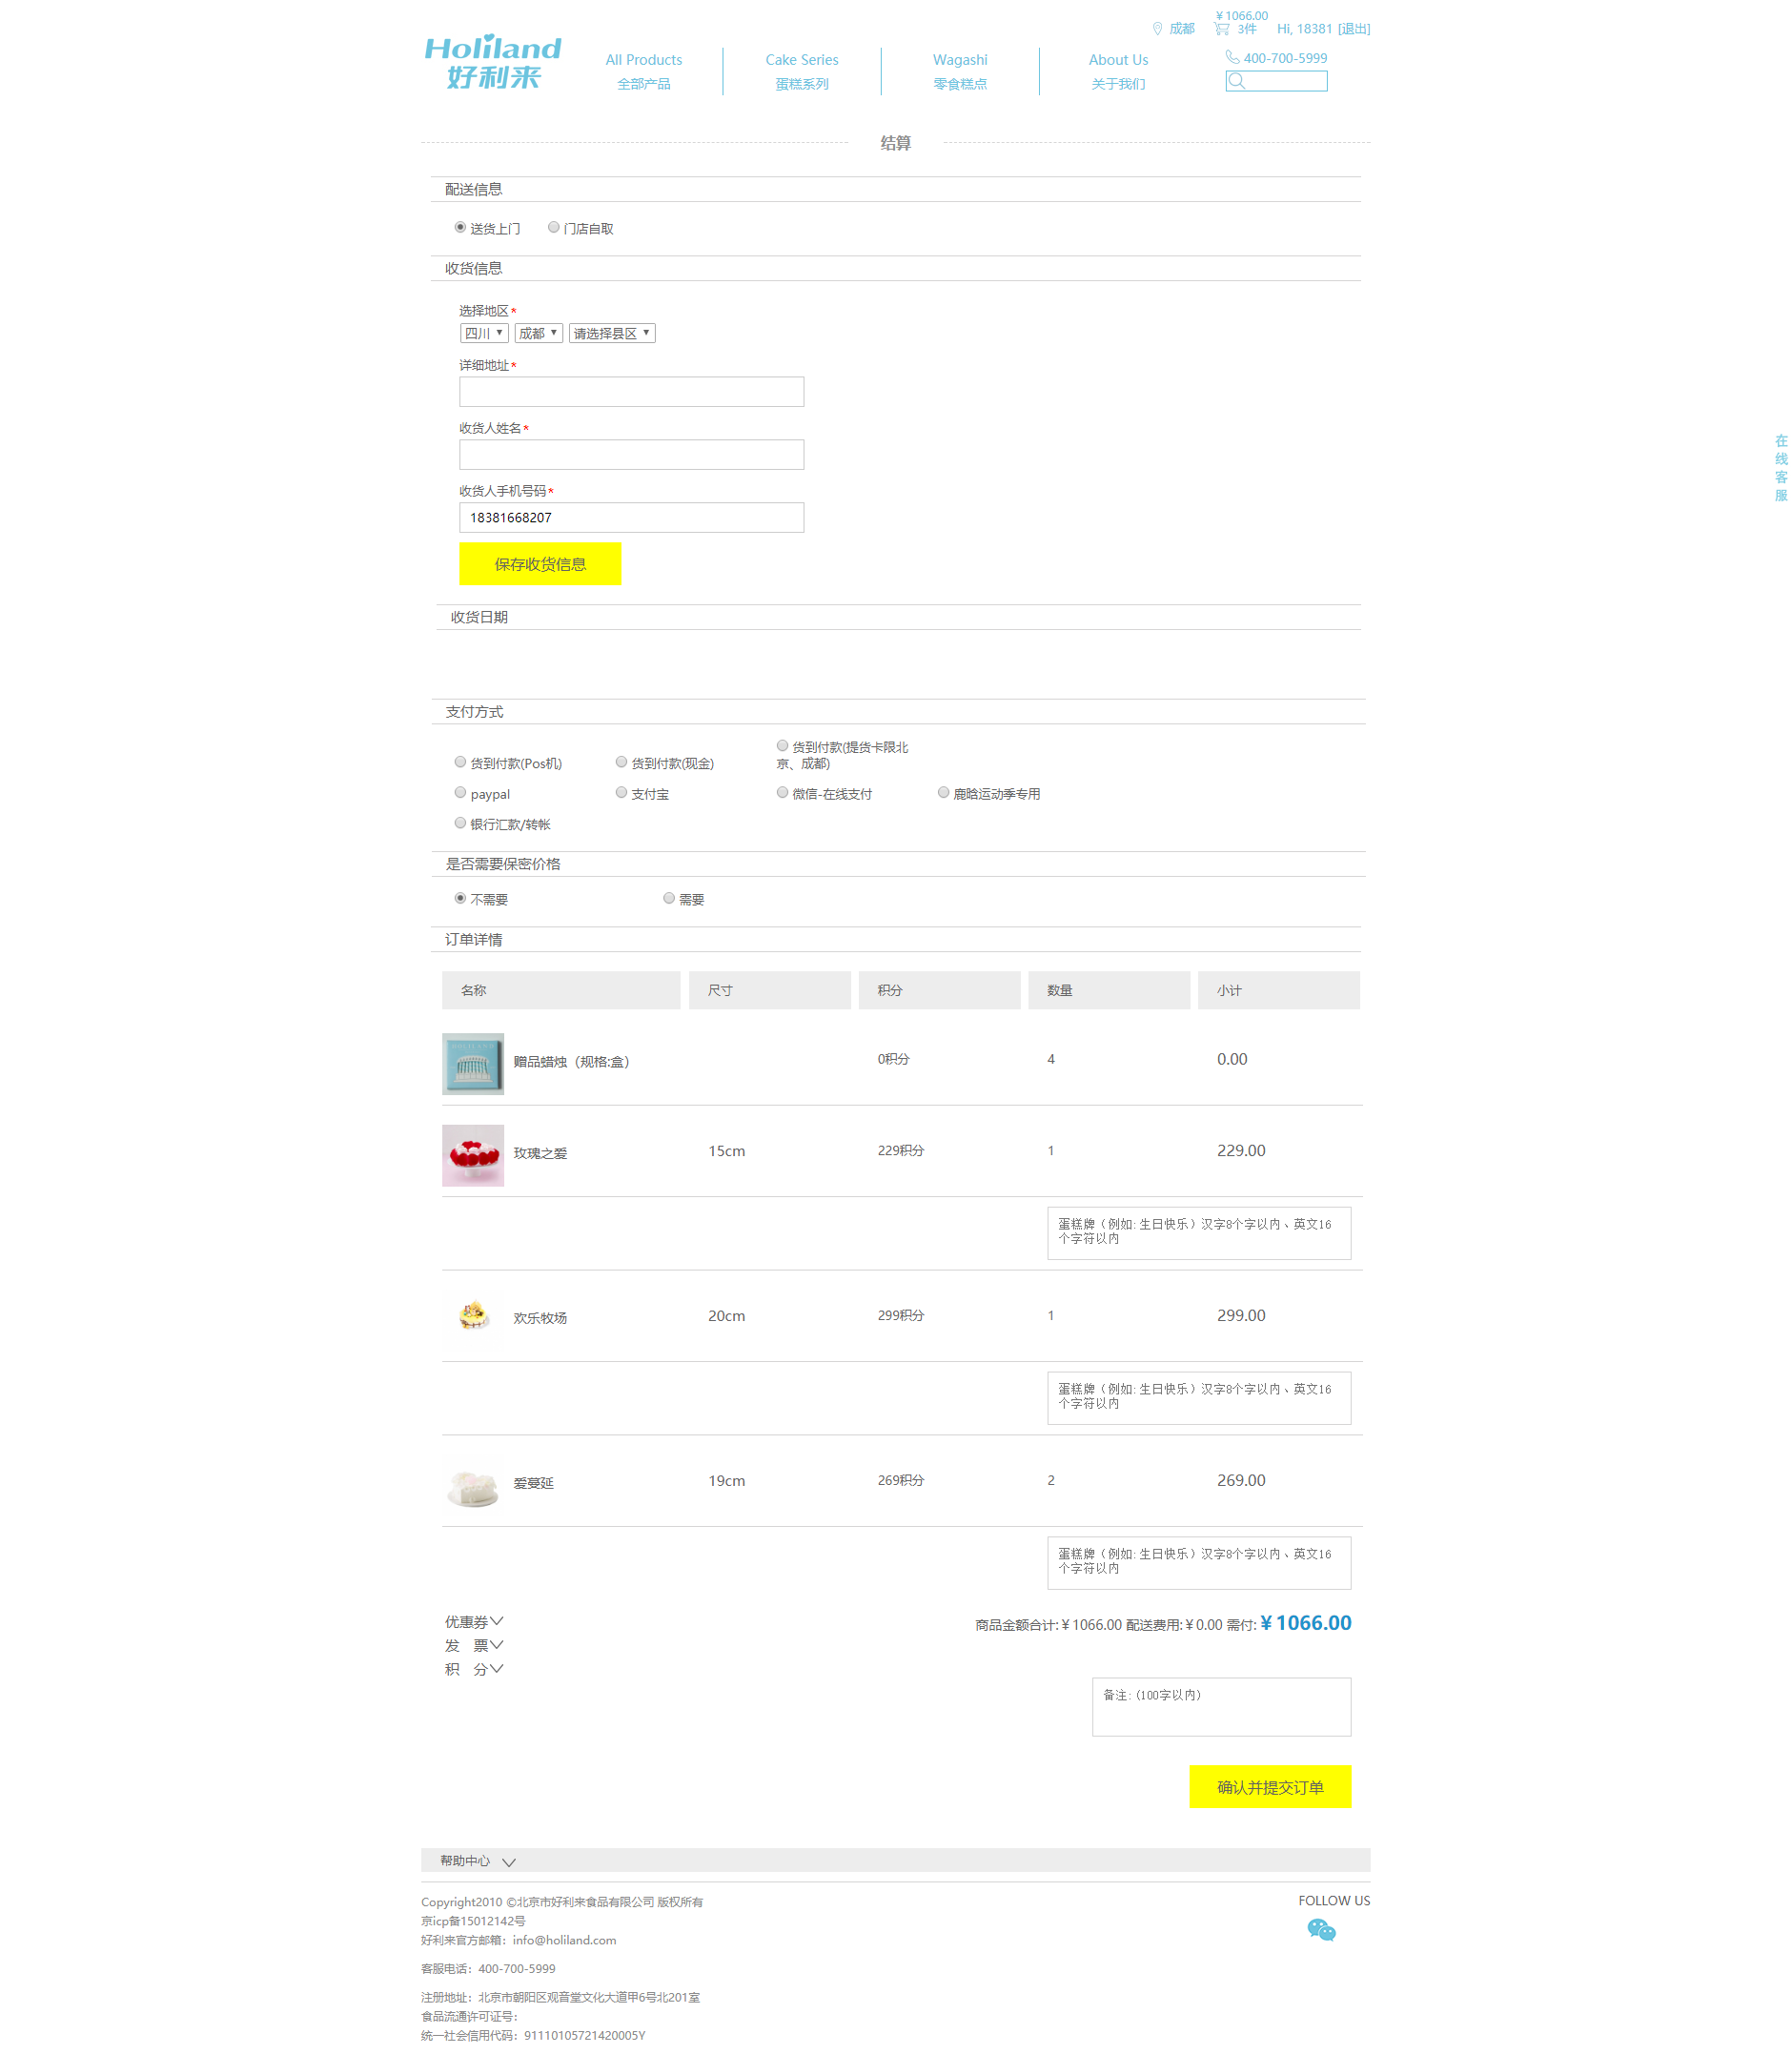 ¥1066.00
成都 3件 Hi, 18381 [退出]
Holiland
好利来
All Products Cake Series Wagashi About Us 400-700-5999
全部产品 蛋糕系列 零食糕点 关于我们
结算
配送信息
送货上门 门店自取
收货信息
选择地区*
四川 成都 请选择县区
详细地址*
收货人姓名*
在线客服
收货人手机号码*
18381668207
保存收货信息
收货日期
支付方式
货到付款(Pos机) 货到付款(现金) 货到付款(提货卡限北
京、成都)
paypal 支付宝 微信-在线支付 鹿晗运动季专用
银行汇款/转帐
是否需要保密价格
不需要 需要
订单详情
名称 尺寸 积分 数量 小计
赠品蜡烛（规格:盒） 0积分 4 0.00
玫瑰之爱 15cm 229积分 1 229.00
蛋糕牌（例如:生日快乐）汉字8个字以内、英文16
个字符以内
欢乐牧场 20cm 299积分 1 299.00
蛋糕牌（例如:生日快乐）汉字8个字以内、英文16
个字符以内
爱蔓延 19cm 269积分 2 269.00
蛋糕牌（例如:生日快乐）汉字8个字以内、英文16
个字符以内
优惠券 商品金额合计:¥1066.00 配送费用:¥0.00 需付:¥1066.00
发 票
积 分
备注:(100字以内)
确认并提交订单
帮助中心
Copyright2010 ©北京市好利来食品有限公司 版权所有 FOLLOW US
京icp备15012142号
好利来官方邮箱：info@holiland.com
客服电话：400-700-5999
注册地址：北京市朝阳区观音堂文化大道甲6号北201室
食品流通许可证号：
统一社会信用代码：91110105721420005Y